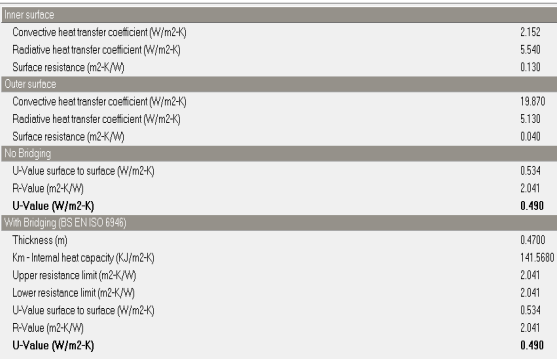 Inner surface
Convective heat transfer coefficient (W/m2-K) 2.152
Radiative heat transfer coefficient (W/m2-K) 5.540
Surface resistance (m2-K/W) 0.130
Outer surface
Convective heat transfer coefficient (W/m2-K) 19.870
Radiative heat transfer coefficient (W/m2-K) 5.130
Surface resistance (m2-K/W) 0.040
No Bridging
U-Value surface to surface (W/m2-K) 0.534
R-Value (m2-K/W) 2.041
U-Value (W/m2-K) 0.490
With Bridging (BS EN ISO 6946)
Thickness (m) 0.4700
Km - Internal heat capacity (KJ/m2-K) 141.5680
Upper resistance limit (m2-K/W) 2.041
Lower resistance limit (m2-K/W) 2.041
U-Value surface to surface (W/m2-K) 0.534
R-Value (m2-K/W) 2.041
U-Value (W/m2-K) 0.490